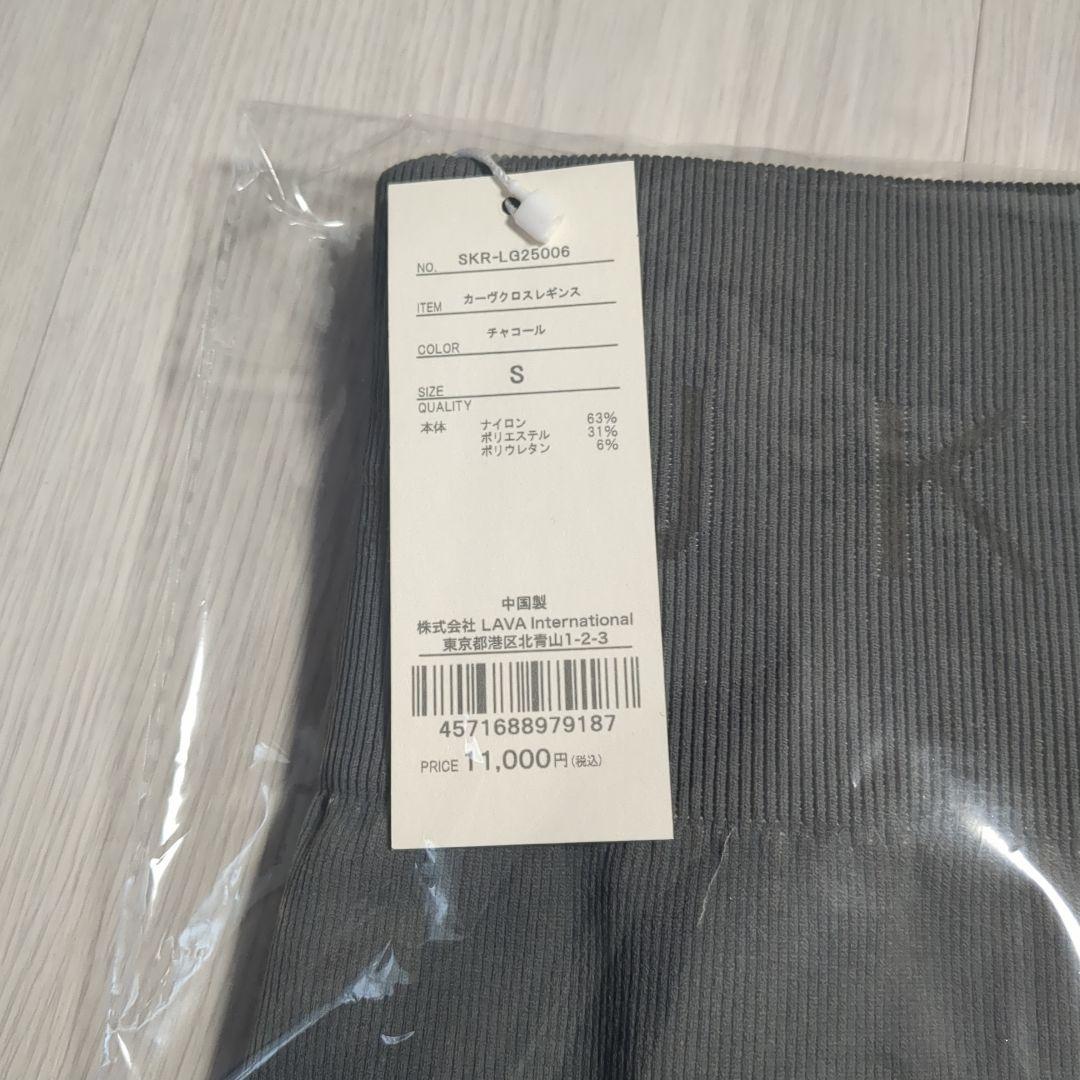 NO. SKR-LG25006
ITEM カーヴクロスレギンス
COLOR チャコール
SIZE S
QUALITY
本体 ナイロン 63%
ポリエステル 31%
ポリウレタン 6%
中国製
株式会社 LAVA International
東京都港区北青山1-2-3
4571688979187
PRICE 11,000円(税込)
K